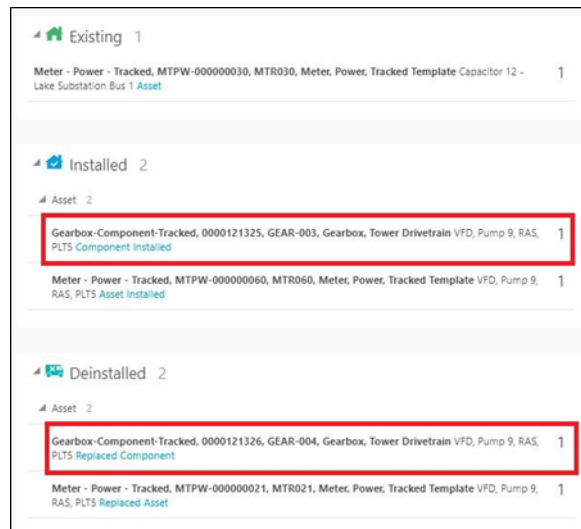 Existing 1
Meter - Power - Tracked, MTPW-000000030, MTR030, Meter, Power, Tracked Template Capacitor 12 - 1
Lake Substation Bus 1 Asset
Installed 2
Asset 2
Gearbox-Component-Tracked, 0000121325, GEAR-003, Gearbox, Tower Drivetrain VFD, Pump 9, RAS, 1
PLT5 Component Installed
Meter - Power - Tracked, MTPW-000000060, MTR060, Meter, Power, Tracked Template VFD, Pump 9, 1
RAS, PLT5 Asset Installed
Deinstalled 2
Asset 2
Gearbox-Component-Tracked, 0000121326, GEAR-004, Gearbox, Tower Drivetrain VFD, Pump 9, RAS, 1
PLT5 Replaced Component
Meter - Power - Tracked, MTPW-000000021, MTR021, Meter, Power, Tracked Template VFD, Pump 9, 1
RAS, PLT5 Replaced Asset